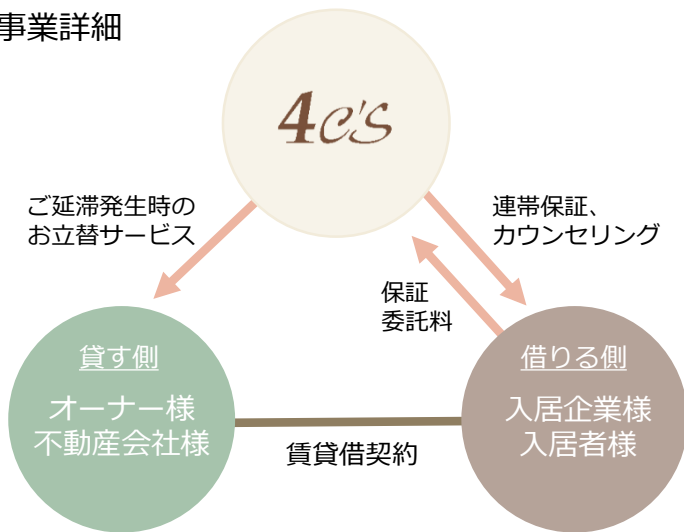 事業詳細
4c's
ご延滞発生時の
お立替サービス
連帯保証、
カウンセリング
保証
委託料
貸す側
オーナー様
不動産会社様
借りる側
入居企業様
入居者様
賃貸借契約